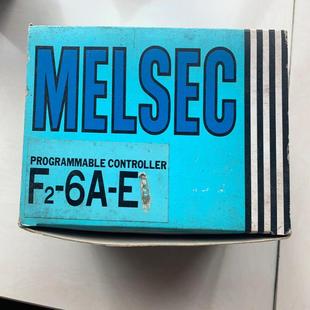 MELSEC
PROGRAMMABLE CONTROLLER
F₂-6A-E